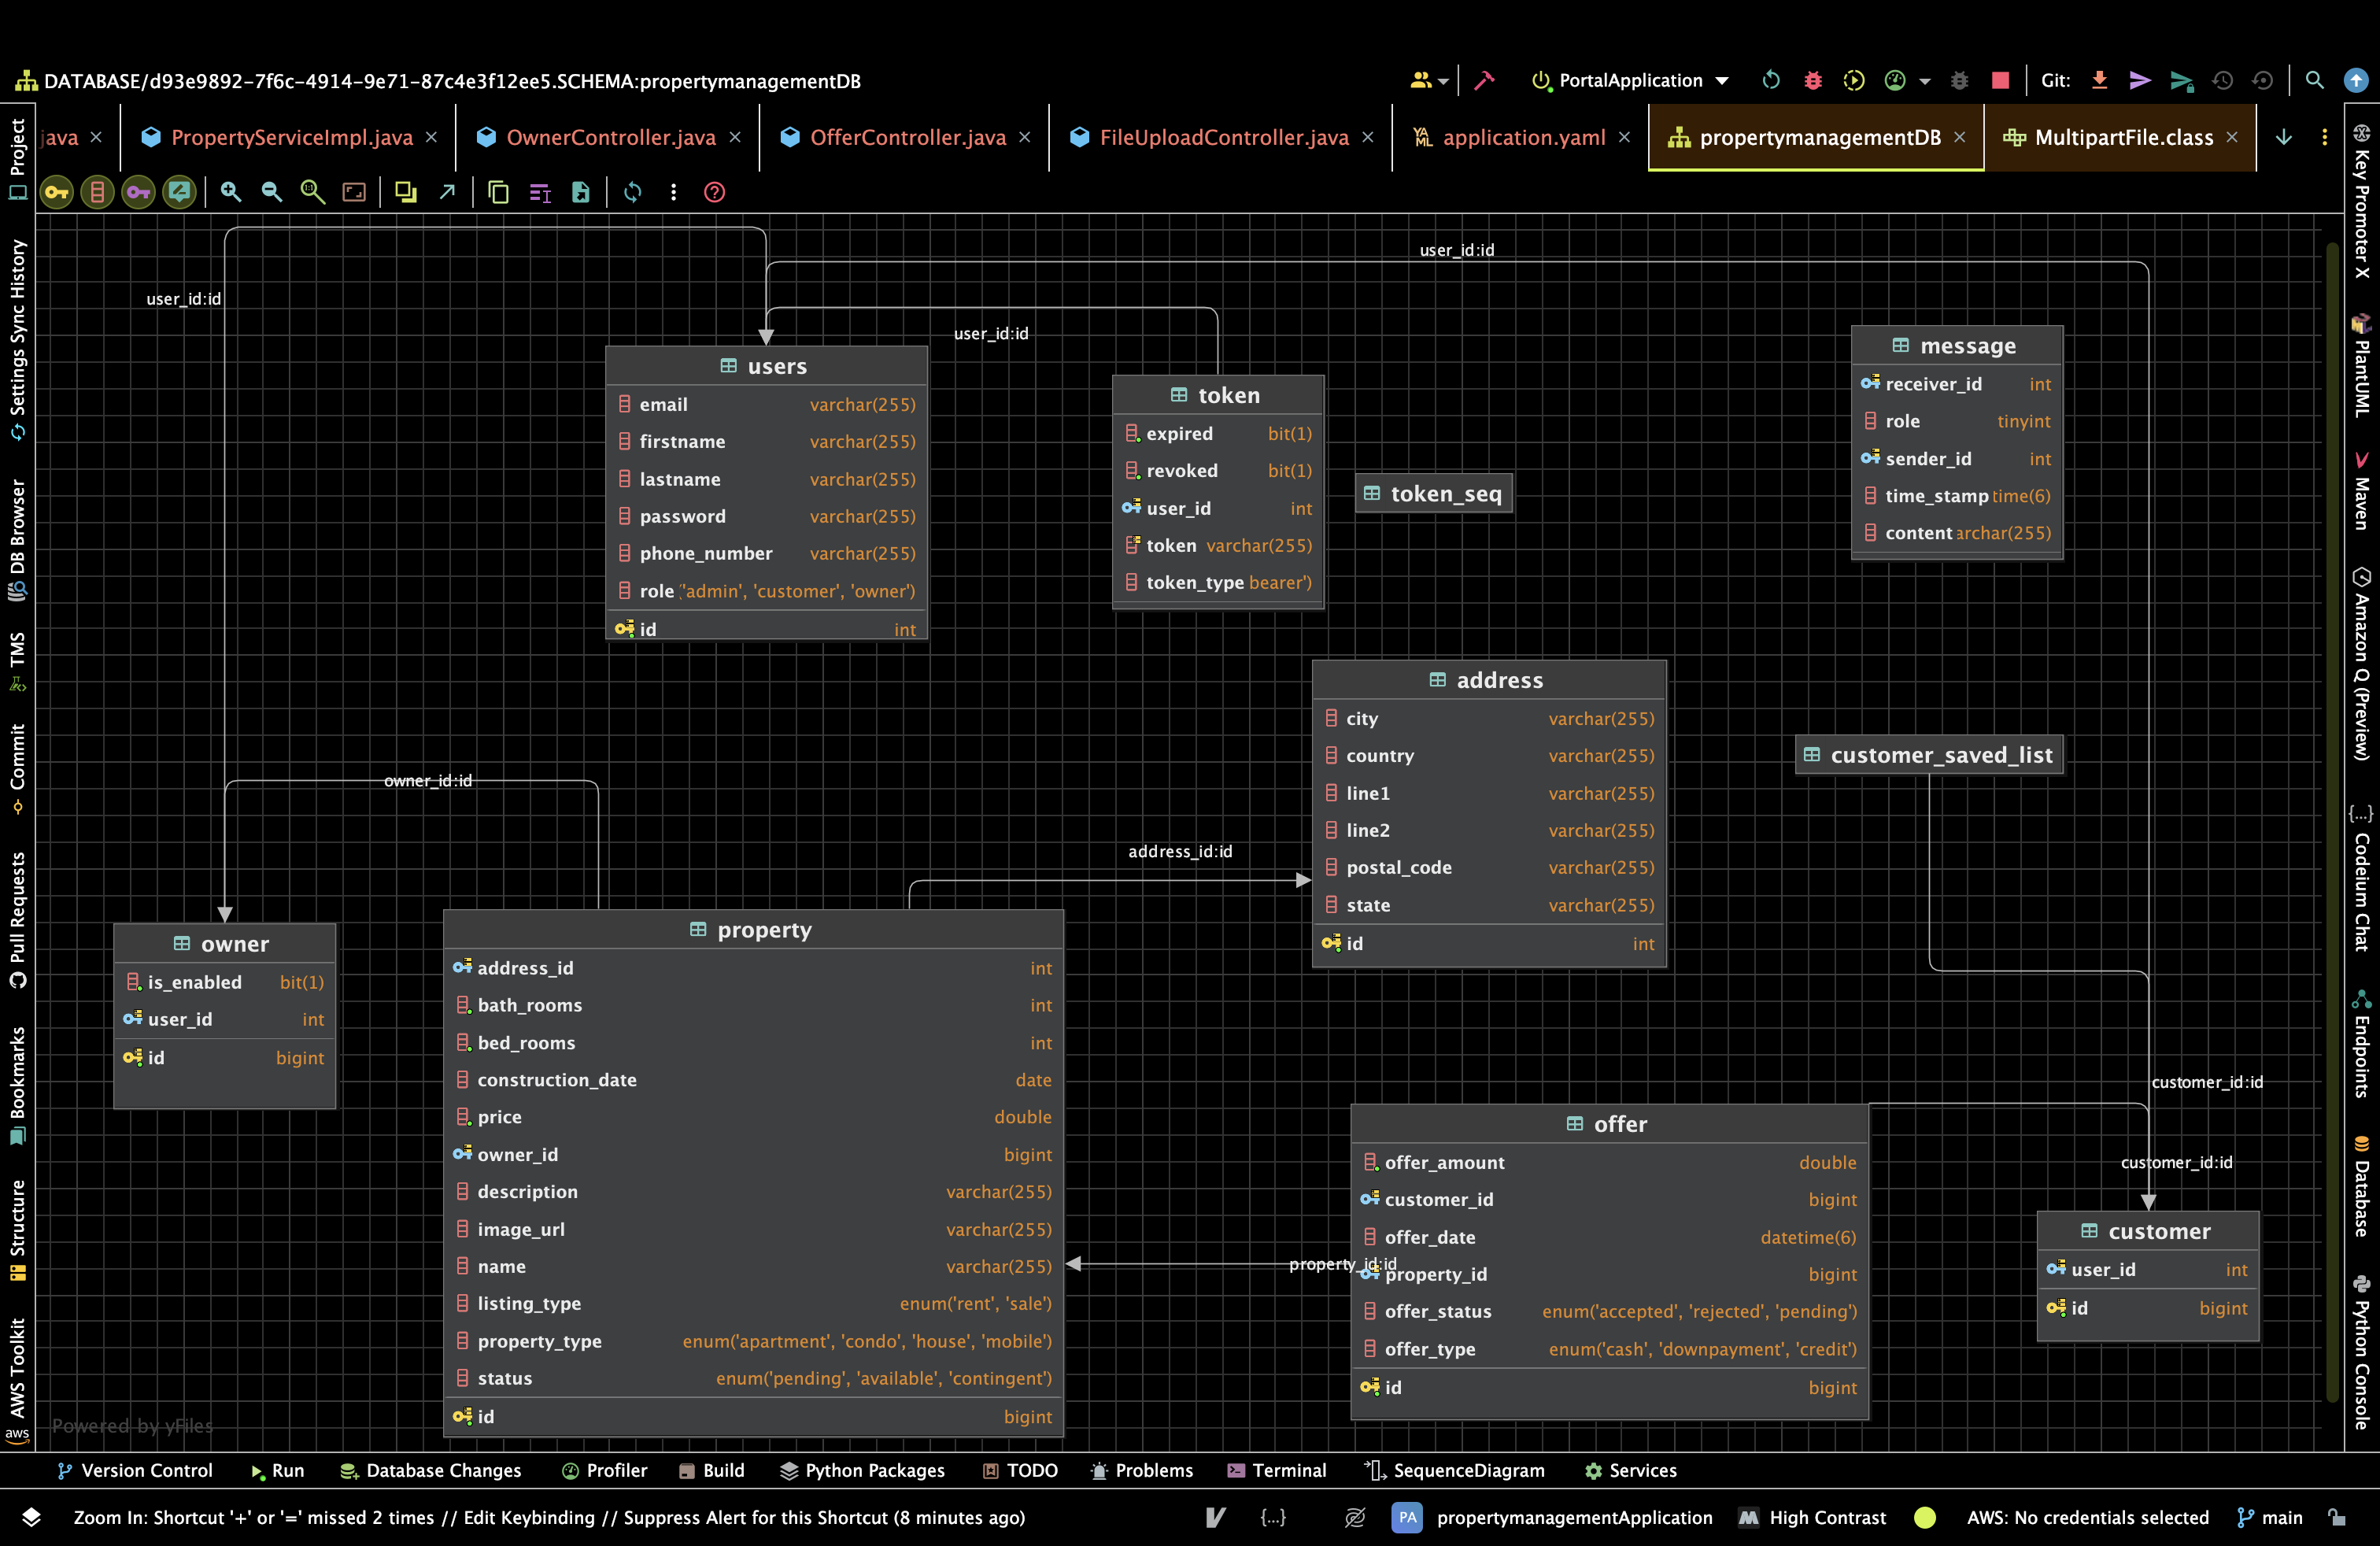 DATABASE/d93e9892-7f6c-4914-9e71-87c4e3f12ee5.SCHEMA:propertymanagementDB
PortalApplication
Git:
java
PropertyServiceImpl.java
OwnerController.java
OfferController.java
FileUploadController.java
YAML
application.yaml
propertymanagementDB
MultipartFile.class
1:1
Project
Settings Sync History
DB Browser
TMS
Commit
Pull Requests
Bookmarks
Structure
AWS Toolkit
aws
user_id:id
user_id:id
user_id:id
users
email varchar(255)
firstname varchar(255)
lastname varchar(255)
password varchar(255)
phone_number varchar(255)
role ('admin', 'customer', 'owner')
id int
token
expired bit(1)
revoked bit(1)
user_id int
token varchar(255)
token_type bearer')
token_seq
message
receiver_id int
role tinyint
sender_id int
time_stamp time(6)
content archar(255)
address
city varchar(255)
country varchar(255)
line1 varchar(255)
line2 varchar(255)
postal_code varchar(255)
state varchar(255)
id int
customer_saved_list
owner_id:id
address_id:id
owner
is_enabled bit(1)
user_id int
id bigint
property
address_id int
bath_rooms int
bed_rooms int
construction_date date
price double
owner_id bigint
description varchar(255)
image_url varchar(255)
name varchar(255)
listing_type enum('rent', 'sale')
property_type enum('apartment', 'condo', 'house', 'mobile')
status enum('pending', 'available', 'contingent')
id bigint
customer_id:id
customer_id:id
property_id:id
offer
offer_amount double
customer_id bigint
offer_date datetime(6)
property_id bigint
offer_status enum('accepted', 'rejected', 'pending')
offer_type enum('cash', 'downpayment', 'credit')
id bigint
customer
user_id int
id bigint
Powered by yFiles
Key Promoter X
PlantUML
Maven
Amazon Q (Preview)
{...}
Codeium Chat
Endpoints
Database
Python Console
Version Control
Run
Database Changes
Profiler
Build
Python Packages
TODO
Problems
Terminal
SequenceDiagram
Services
Zoom In: Shortcut '+' or '=' missed 2 times // Edit Keybinding // Suppress Alert for this Shortcut (8 minutes ago)
{...}
PA
propertymanagementApplication
High Contrast
AWS: No credentials selected
main